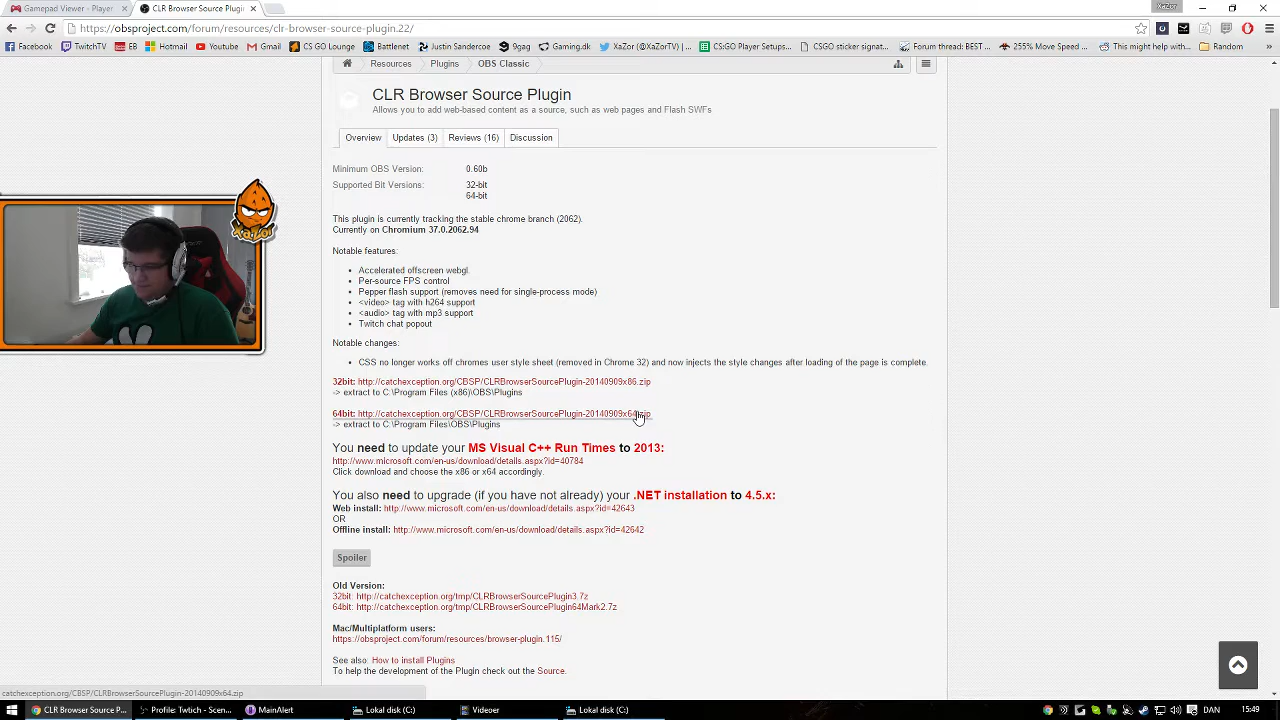 Gamepad Viewer - Player
CLR Browser Source Plugin
XaZor
https://obsproject.com/forum/resources/clr-browser-source-plugin.22/
Facebook
TwitchTV
EB
Hotmail
Youtube
Gmail
CS GO Lounge
Battlenet
Justin Sandercoe
9gag
Gaming.dk
XaZor (@XaZorTV)
CS:GO Player Setups...
OBS million signat...
Forum thread: BEST...
255% Move Speed ...
This might help with...
Random
Resources
Plugins
OBS Classic
CLR Browser Source Plugin
Allows you to add web-based content as a source, such as web pages and Flash SWFs
Overview
Updates (3)
Reviews (16)
Discussion
Minimum OBS Version: 0.60b
Supported Bit Versions: 32-bit
64-bit
This plugin is currently tracking the stable chrome branch (2062).
Currently on Chromium 37.0.2062.94
Notable features:
• Accelerated offscreen webgl.
• Per-source FPS control
• Pepper flash support (removes need for single-process mode)
• <video> tag with h264 support
• <audio> tag with mp3 support
• Twitch chat popout
Notable changes:
• CSS no longer works off chromes user style sheet (removed in Chrome 32) and now injects the style changes after loading of the page is complete.
32bit: http://catchexception.org/CBSP/CLRBrowserSourcePlugin-20140909x86.zip
-> extract to C:\Program Files (x86)\OBS\Plugins
64bit: http://catchexception.org/CBSP/CLRBrowserSourcePlugin-20140909x64.zip
-> extract to C:\Program Files\OBS\Plugins
You need to update your MS Visual C++ Run Times to 2013:
http://www.microsoft.com/en-us/download/details.aspx?id=40784
Click download and choose the x86 or x64 accordingly.
You also need to upgrade (if you have not already) your .NET installation to 4.5.x:
Web install: http://www.microsoft.com/en-us/download/details.aspx?id=42643
OR
Offline install: http://www.microsoft.com/en-us/download/details.aspx?id=42642
Spoiler
Old Version:
32bit: http://catchexception.org/tmp/CLRBrowserSourcePlugin3.7z
64bit: http://catchexception.org/tmp/CLRBrowserSourcePlugin64Mark2.7z
Mac/Multiplatform users:
https://obsproject.com/forum/resources/browser-plugin.115/
See also: How to install Plugins
To help the development of the Plugin check out the Source.
catchexception.org/CBSP/CLRBrowserSourcePlugin-20140909x64.zip
CLR Browser Source P...
Profile: Twitch - Scen...
MainAlert
Lokal disk (C:)
Videoer
Lokal disk (C:)
DAN
15:49